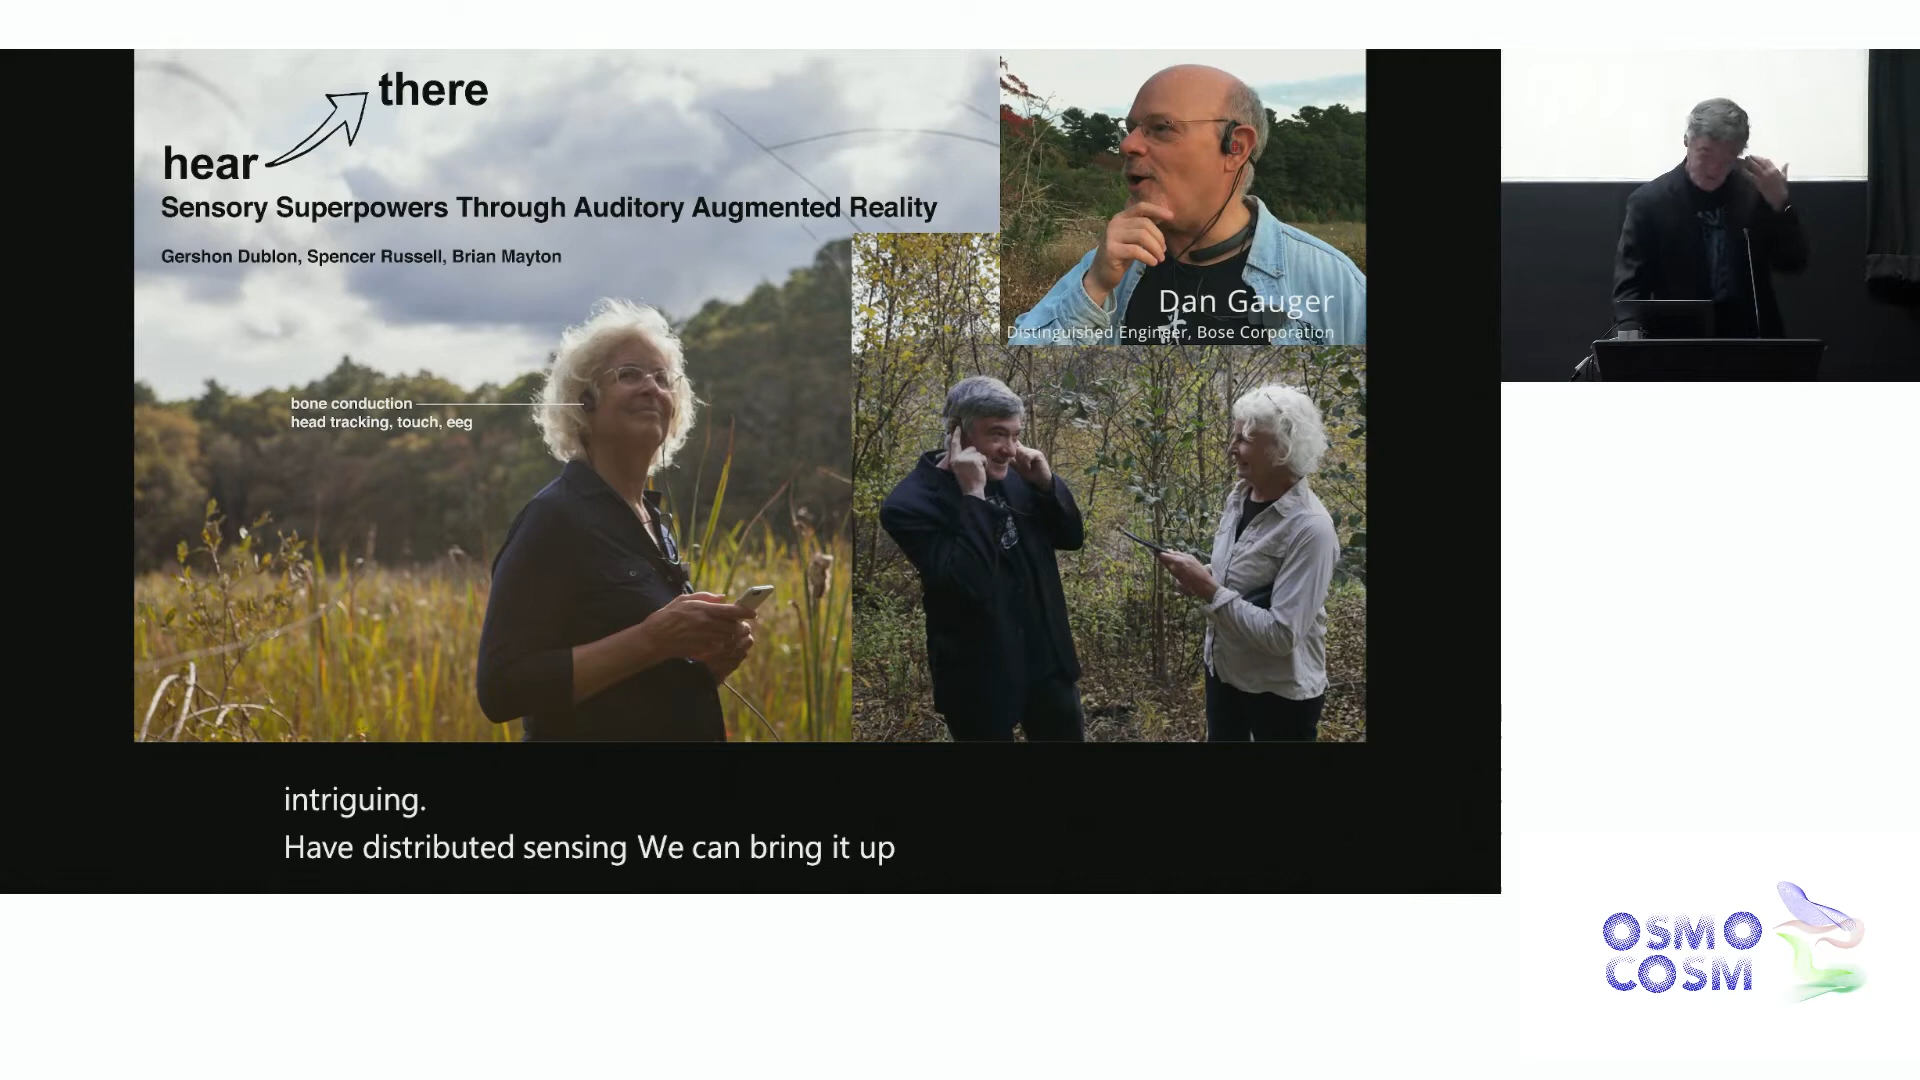 there
hear
Sensory Superpowers Through Auditory Augmented Reality
Gershon Dublon, Spencer Russell, Brian Mayton
Dan Gauger
Distinguished Engineer, Bose Corporation
bone conduction
head tracking, touch, eeg
intriguing.
Have distributed sensing We can bring it up
OSMO
COSM